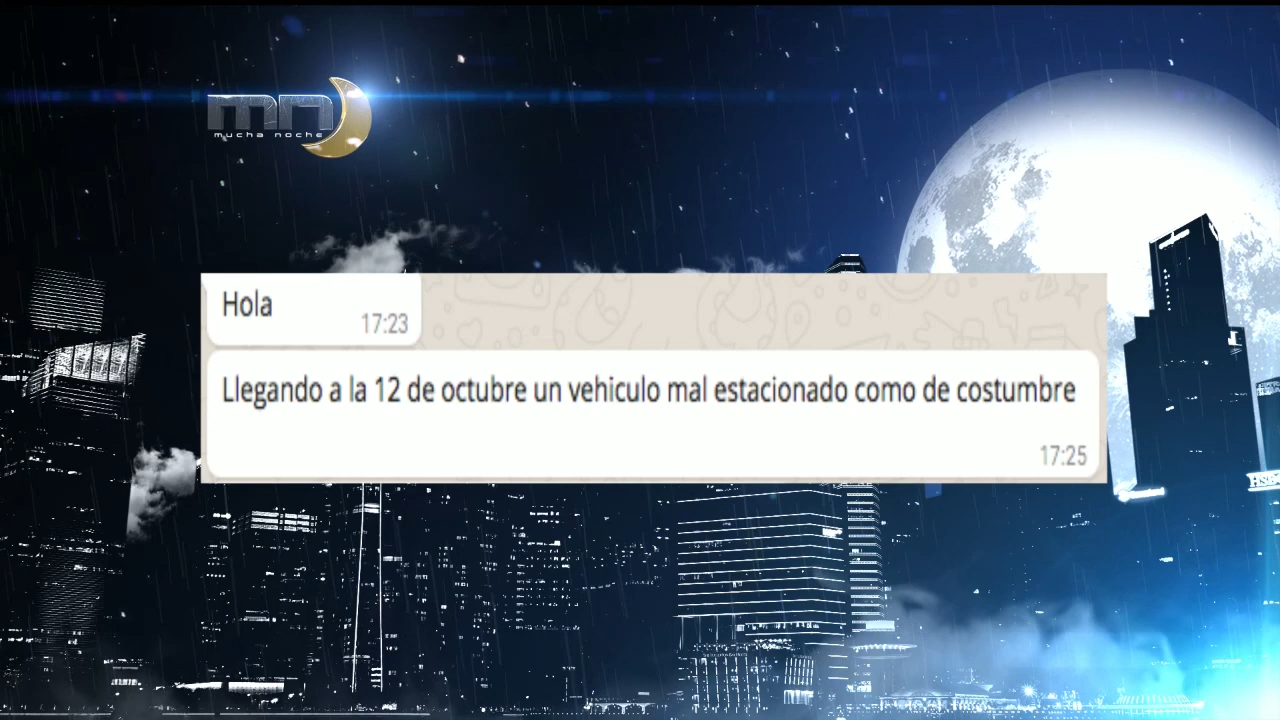 mn
mucha noche
Hola
17:23
Llegando a la 12 de octubre un vehiculo mal estacionado como de costumbre
17:25
HSBC